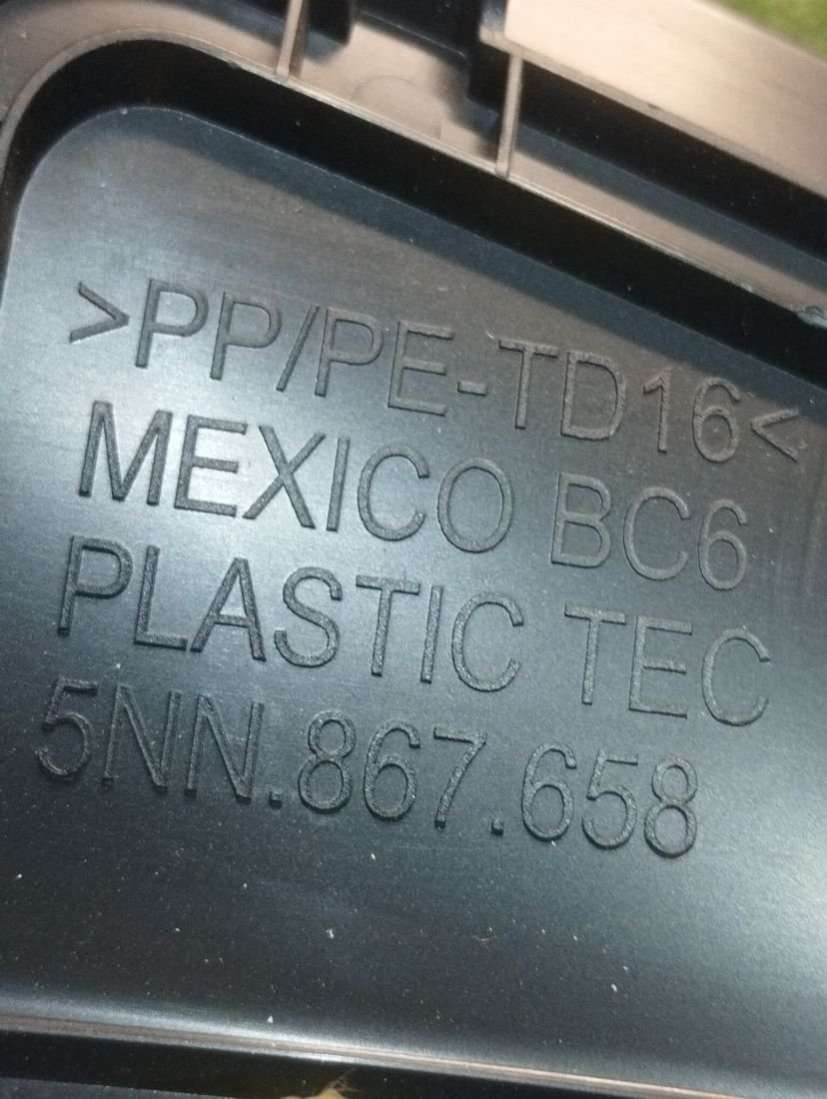 >PP/PE-TD16<
MEXICO BC6
PLASTIC TEC
5NN.867.658